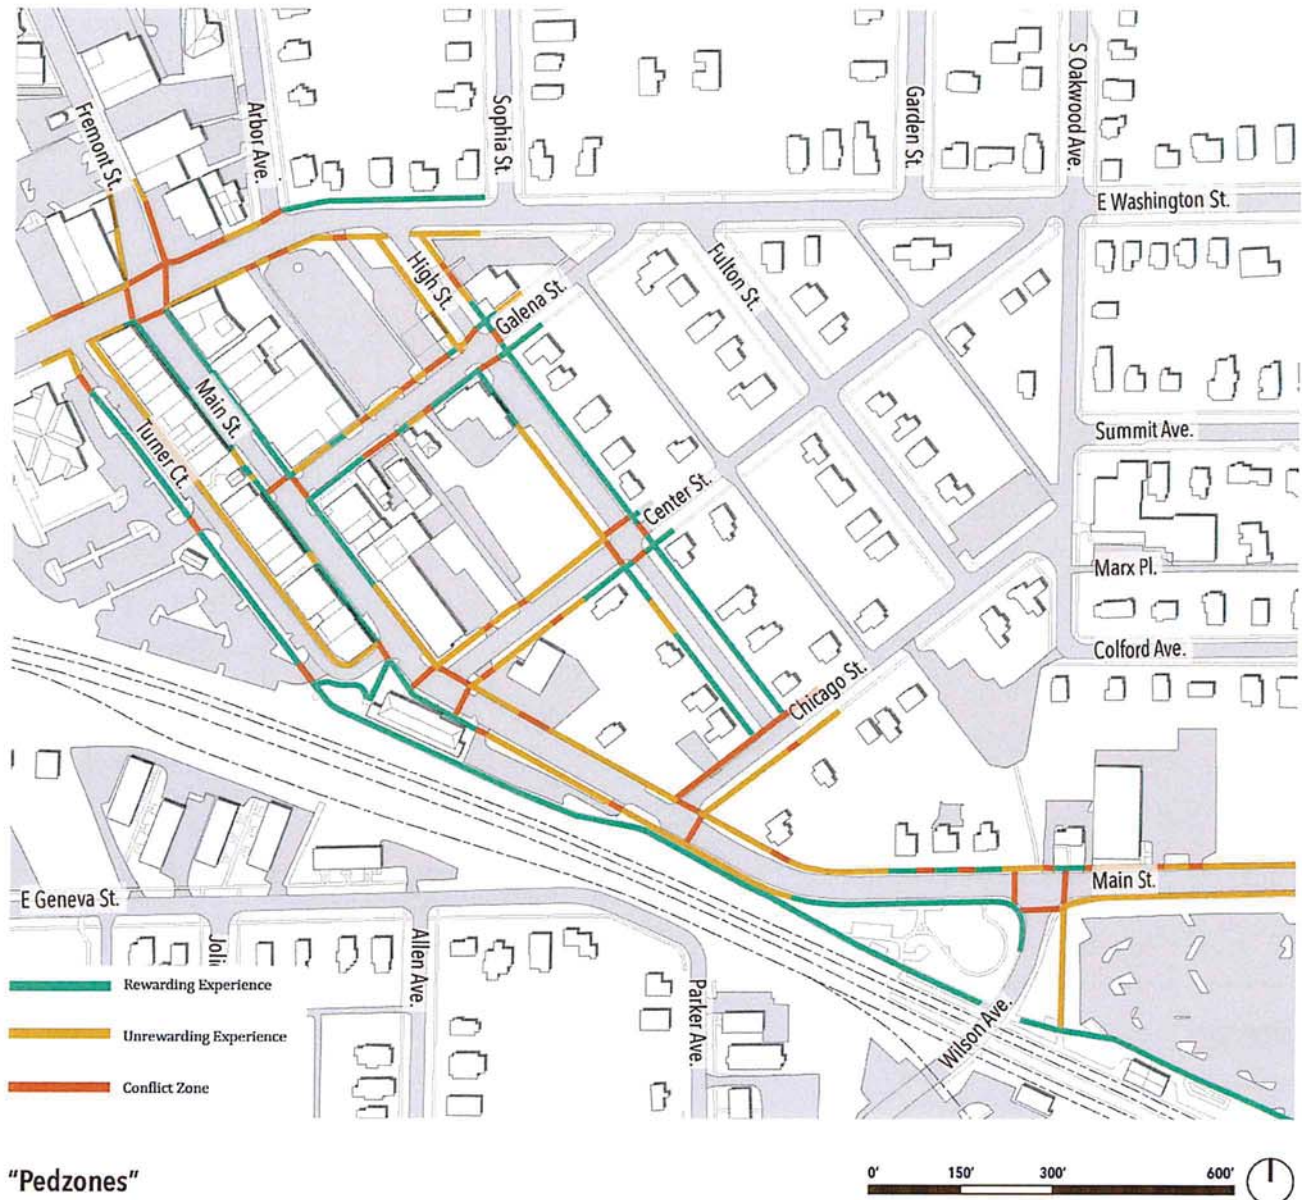 Fremont St.
Arbor Ave.
Sophia St.
Garden St.
S Oakwood Ave.
E Washington St.
High St.
Galena St.
Fulton St.
Main St.
Turner Ct.
Summit Ave.
Center St.
Marx Pl.
Colford Ave.
Chicago St.
Main St.
E Geneva St.
Joli
Allen Ave.
Parker Ave.
Wilson Ave.
Rewarding Experience
Unrewarding Experience
Conflict Zone
"Pedzones"
0' 150' 300' 600'